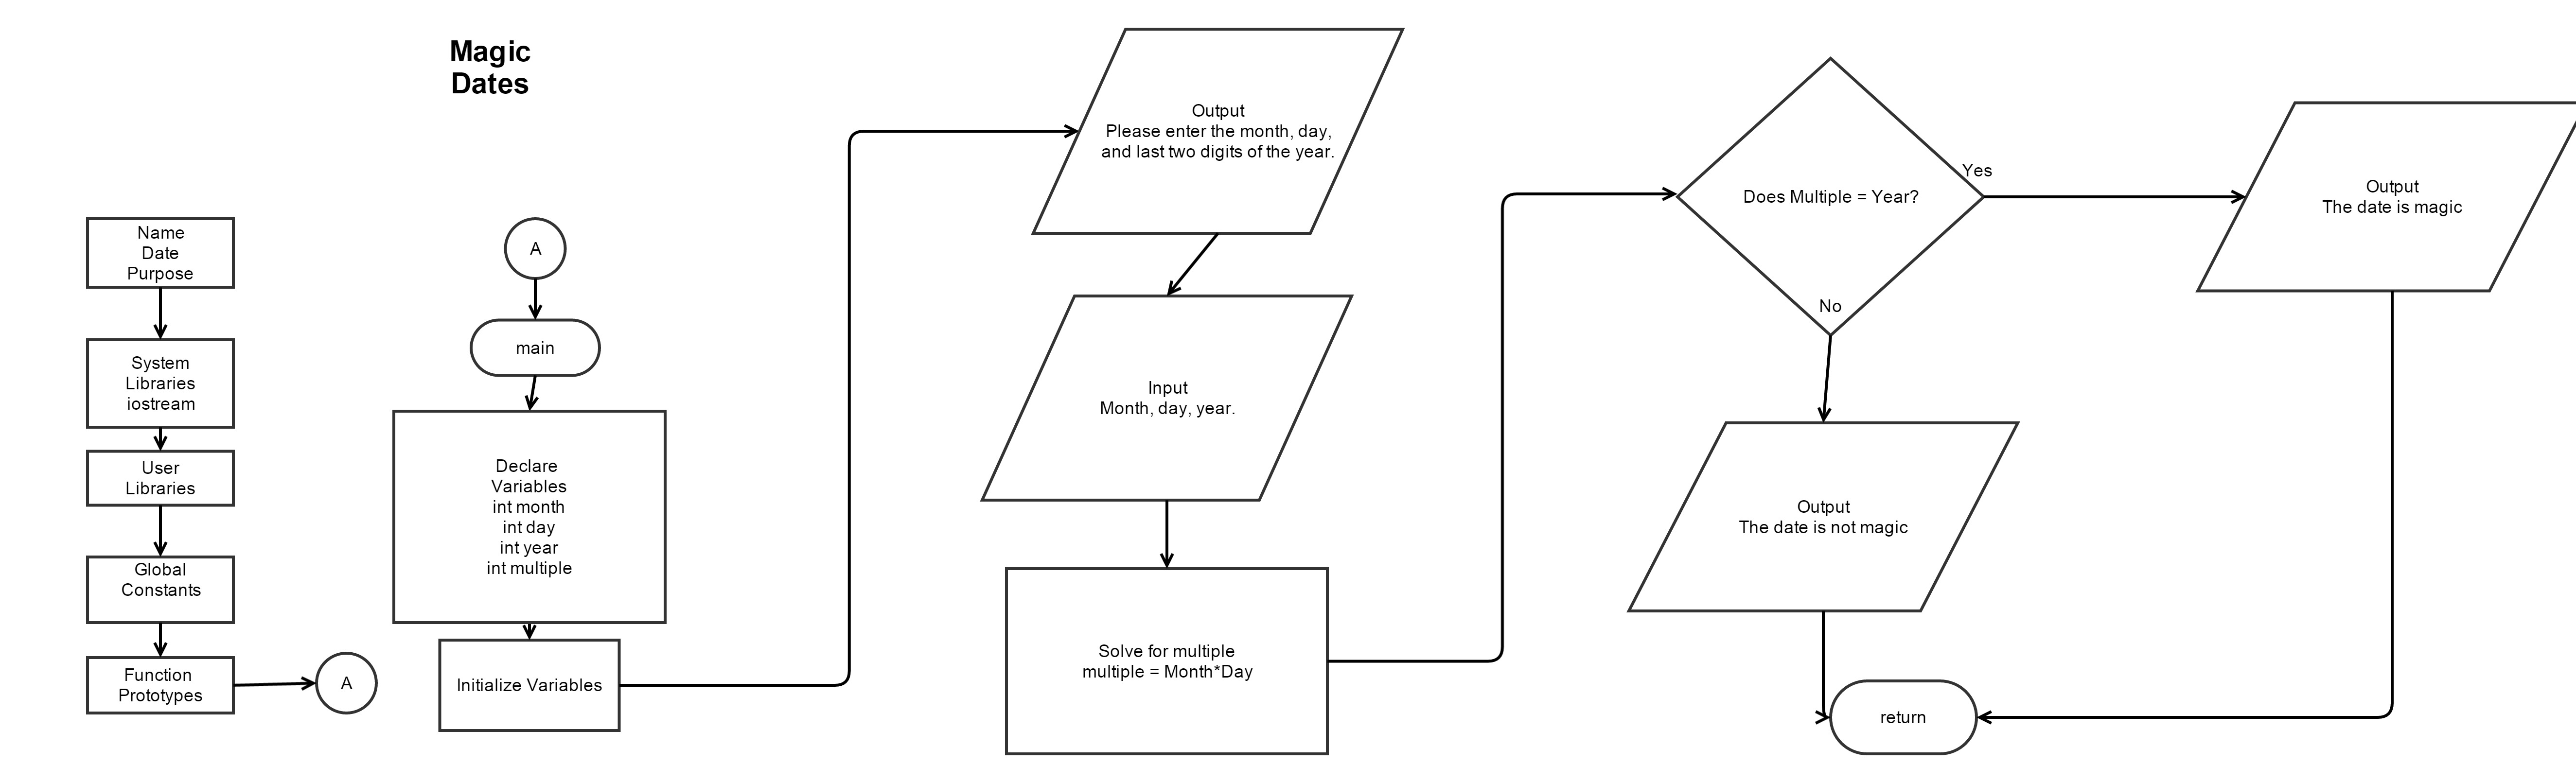 Magic
Dates
Name
Date
Purpose
System
Libraries
iostream
User
Libraries
Global
Constants
Function
Prototypes
A
A
main
Declare
Variables
int month
int day
int year
int multiple
Initialize Variables
Output
Please enter the month, day,
and last two digits of the year.
Input
Month, day, year.
Solve for multiple
multiple = Month*Day
Does Multiple = Year?
Yes
No
Output
The date is magic
Output
The date is not magic
return